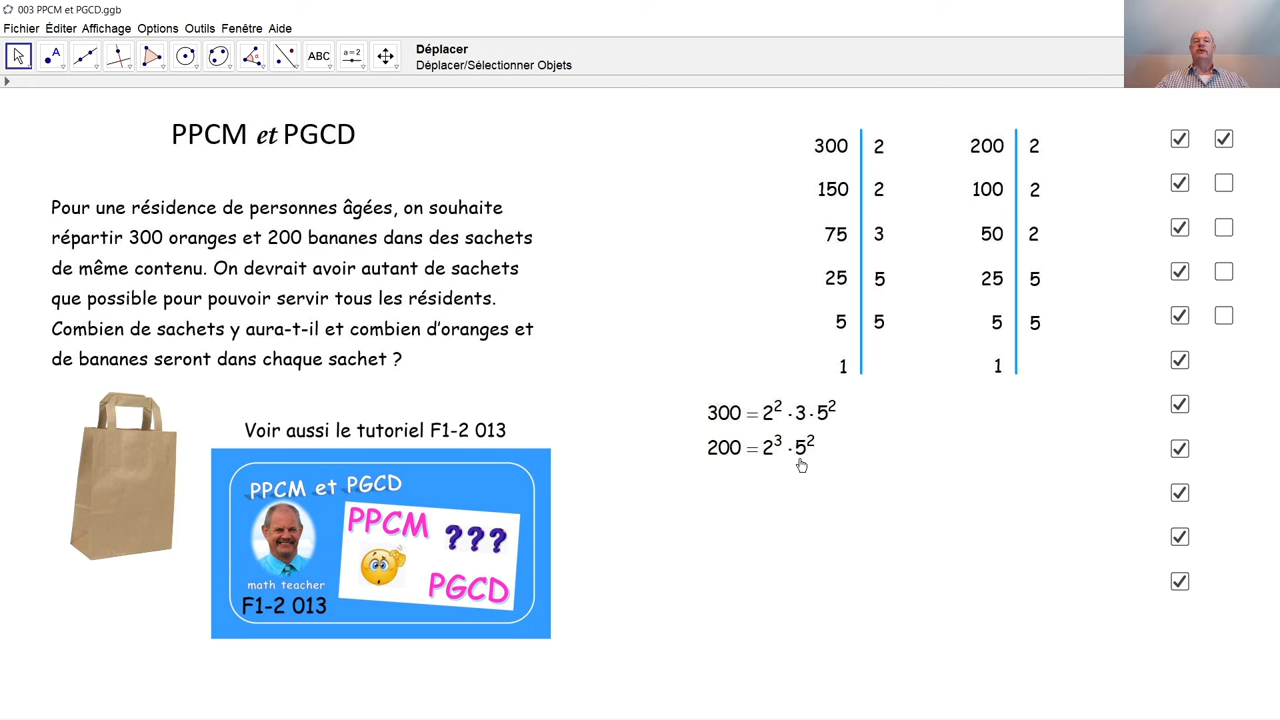 003 PPCM et PGCD.ggb
Fichier Éditer Affichage Options Outils Fenêtre Aide
A
ABC
a=2
Déplacer
Déplacer/Sélectionner Objets
PPCM et PGCD
Pour une résidence de personnes âgées, on souhaite
répartir 300 oranges et 200 bananes dans des sachets
de même contenu. On devrait avoir autant de sachets
que possible pour pouvoir servir tous les résidents.
Combien de sachets y aura-t-il et combien d'oranges et
de bananes seront dans chaque sachet ?
Voir aussi le tutoriel F1-2 013
PPCM et PGCD
PPCM
???
PGCD
math teacher
F1-2 013
300 2 200 2
150 2 100 2
75 3 50 2
25 5 25 5
5 5 5 5
1 1
300 = 2² · 3 · 5²
200 = 2³ · 5²